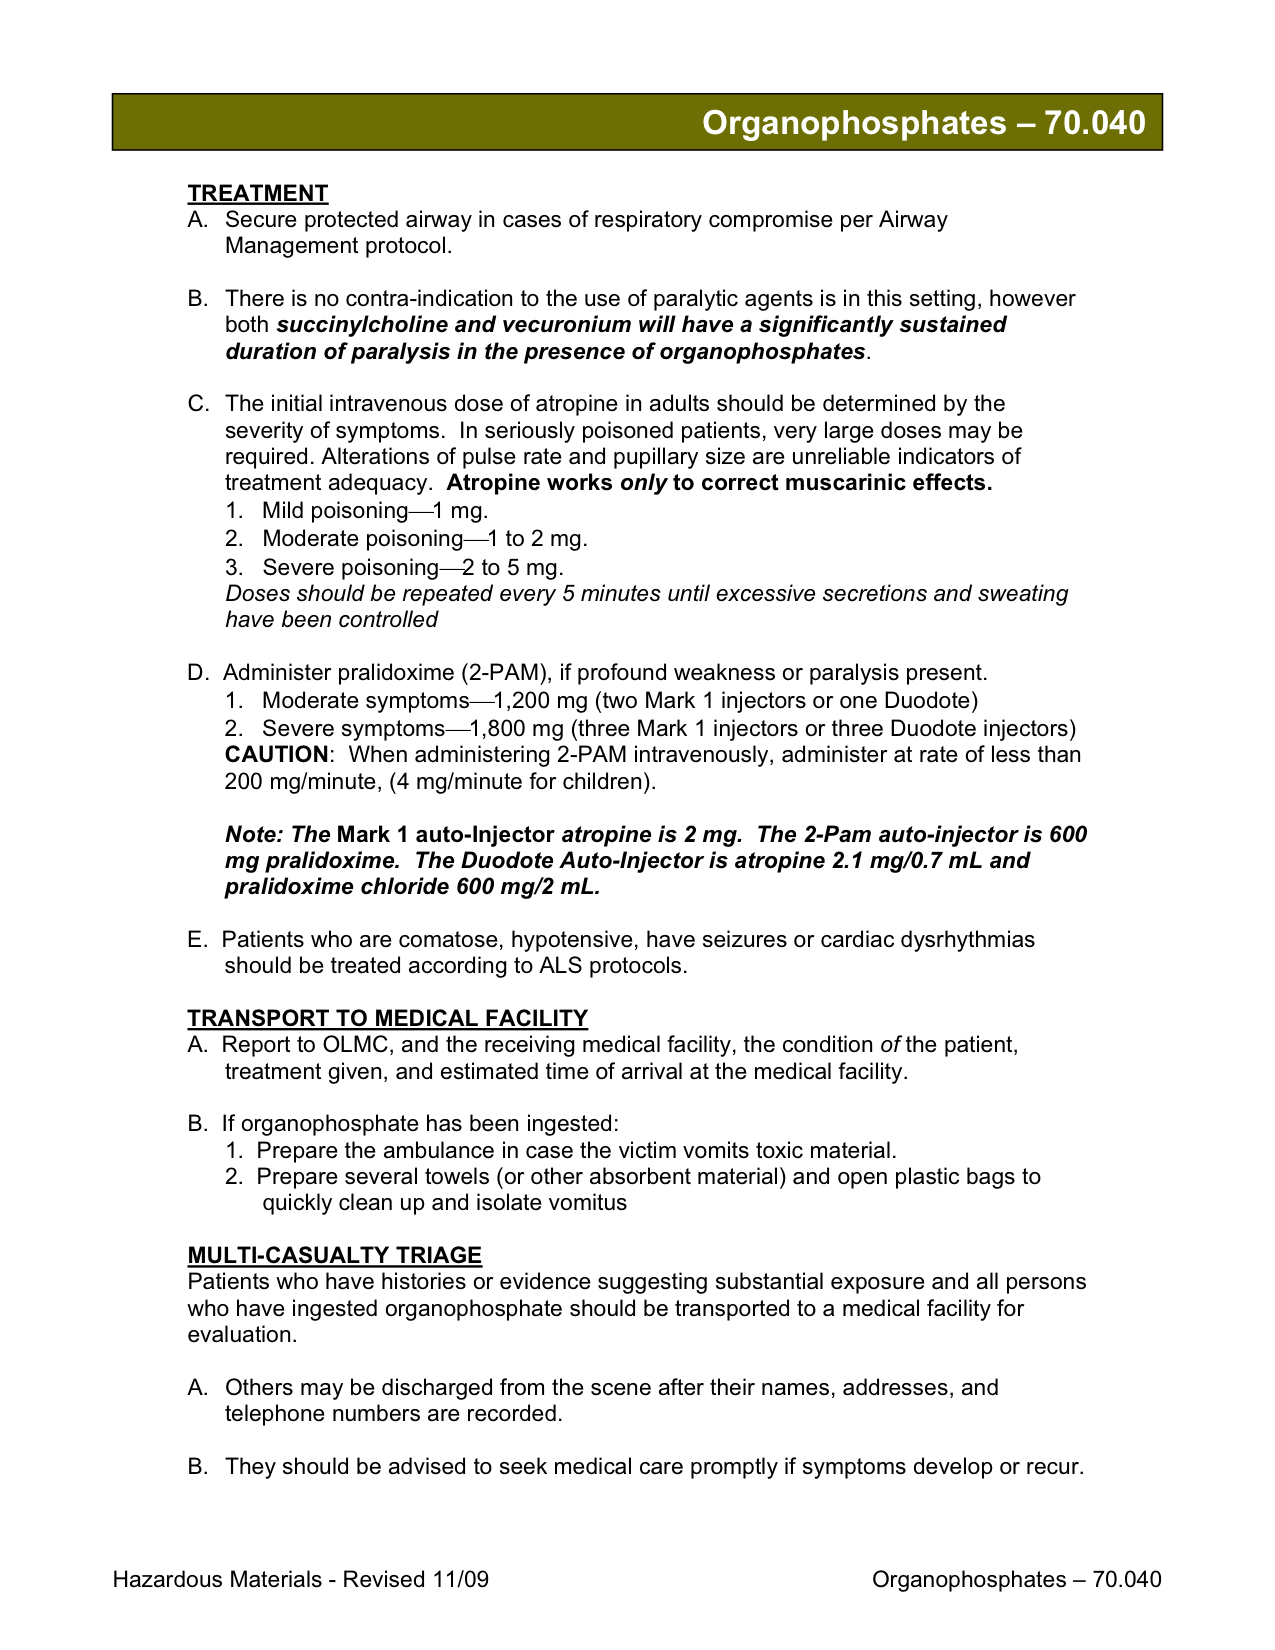 Organophosphates – 70.040
TREATMENT
A. Secure protected airway in cases of respiratory compromise per Airway
Management protocol.
B. There is no contra-indication to the use of paralytic agents is in this setting, however
both succinylcholine and vecuronium will have a significantly sustained
duration of paralysis in the presence of organophosphates.
C. The initial intravenous dose of atropine in adults should be determined by the
severity of symptoms. In seriously poisoned patients, very large doses may be
required. Alterations of pulse rate and pupillary size are unreliable indicators of
treatment adequacy. Atropine works only to correct muscarinic effects.
1. Mild poisoning—1 mg.
2. Moderate poisoning—1 to 2 mg.
3. Severe poisoning—2 to 5 mg.
Doses should be repeated every 5 minutes until excessive secretions and sweating
have been controlled
D. Administer pralidoxime (2-PAM), if profound weakness or paralysis present.
1. Moderate symptoms—1,200 mg (two Mark 1 injectors or one Duodote)
2. Severe symptoms—1,800 mg (three Mark 1 injectors or three Duodote injectors)
CAUTION: When administering 2-PAM intravenously, administer at rate of less than
200 mg/minute, (4 mg/minute for children).
Note: The Mark 1 auto-Injector atropine is 2 mg. The 2-Pam auto-injector is 600
mg pralidoxime. The Duodote Auto-Injector is atropine 2.1 mg/0.7 mL and
pralidoxime chloride 600 mg/2 mL.
E. Patients who are comatose, hypotensive, have seizures or cardiac dysrhythmias
should be treated according to ALS protocols.
TRANSPORT TO MEDICAL FACILITY
A. Report to OLMC, and the receiving medical facility, the condition of the patient,
treatment given, and estimated time of arrival at the medical facility.
B. If organophosphate has been ingested:
1. Prepare the ambulance in case the victim vomits toxic material.
2. Prepare several towels (or other absorbent material) and open plastic bags to
quickly clean up and isolate vomitus
MULTI-CASUALTY TRIAGE
Patients who have histories or evidence suggesting substantial exposure and all persons
who have ingested organophosphate should be transported to a medical facility for
evaluation.
A. Others may be discharged from the scene after their names, addresses, and
telephone numbers are recorded.
B. They should be advised to seek medical care promptly if symptoms develop or recur.
Hazardous Materials - Revised 11/09 Organophosphates – 70.040